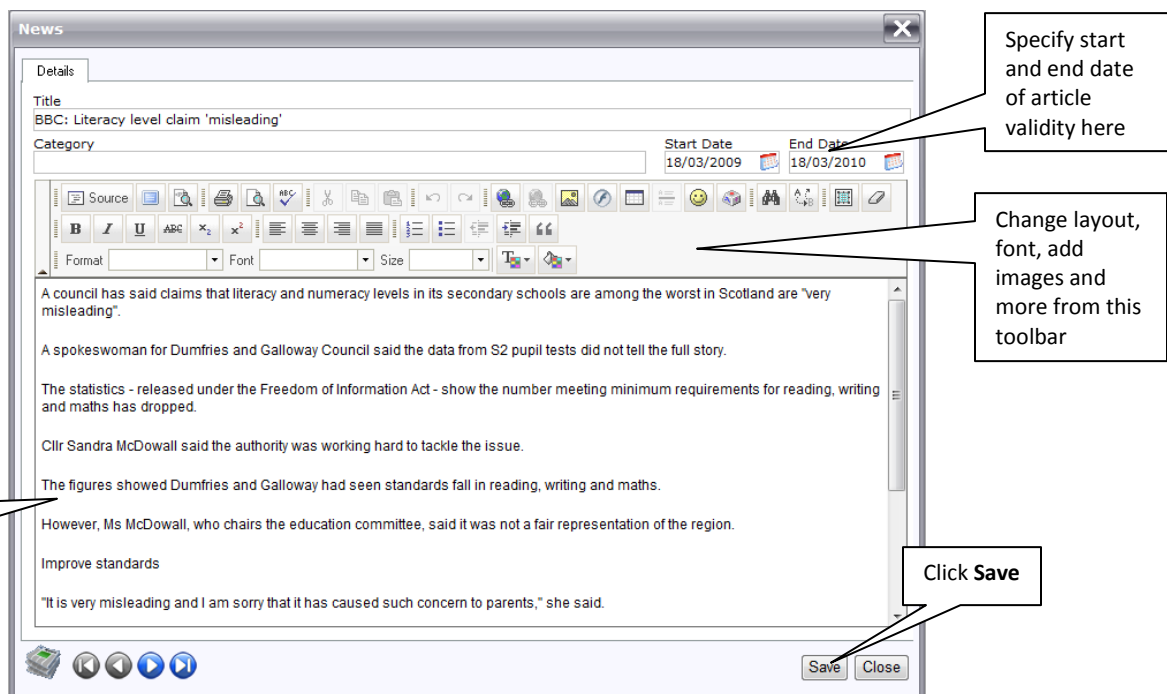 News
Details
Title
BBC: Literacy level claim 'misleading'
Category
Start Date
End Date
18/03/2009
18/03/2010
Source
ABC
B I U ABC x₂ x²
Format
Font
Size
A council has said claims that literacy and numeracy levels in its secondary schools are among the worst in Scotland are "very
misleading".
A spokeswoman for Dumfries and Galloway Council said the data from S2 pupil tests did not tell the full story.
The statistics - released under the Freedom of Information Act - show the number meeting minimum requirements for reading, writing
and maths has dropped.
Cllr Sandra McDowall said the authority was working hard to tackle the issue.
The figures showed Dumfries and Galloway had seen standards fall in reading, writing and maths.
However, Ms McDowall, who chairs the education committee, said it was not a fair representation of the region.
Improve standards
"It is very misleading and I am sorry that it has caused such concern to parents," she said.
Save
Close
Specify start
and end date
of article
validity here
Change layout,
font, add
images and
more from this
toolbar
Click Save